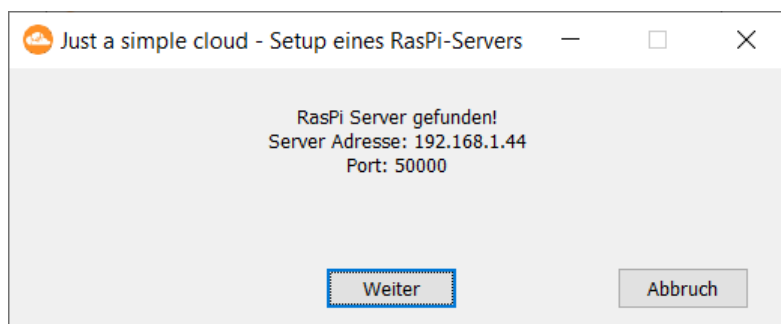 Just a simple cloud - Setup eines RasPi-Servers
RasPi Server gefunden!
Server Adresse: 192.168.1.44
Port: 50000
Weiter
Abbruch